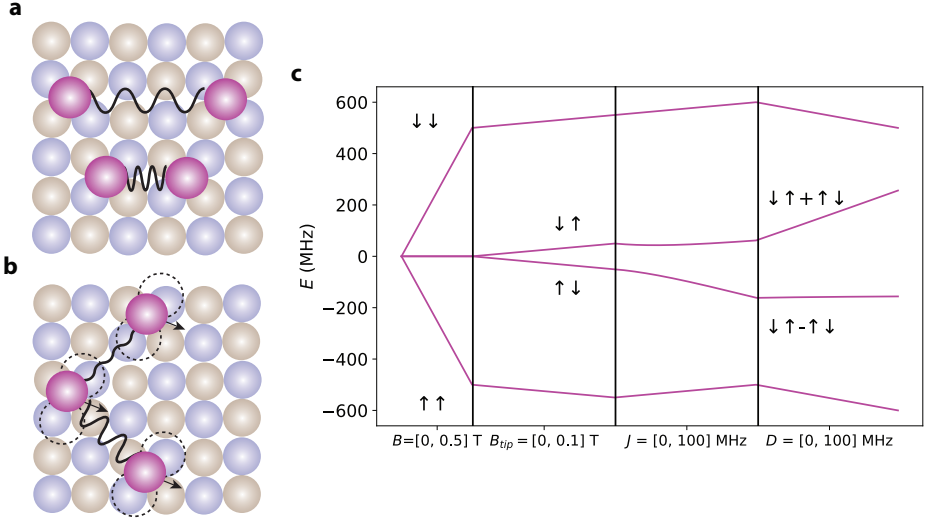 a
b
c
E (MHz)
600
400
200
0
−200
−400
−600
↓↓
↓↑
↑↓
↑↑
↓↑+↑↓
↓↑-↑↓
B=[0, 0.5] T
B_tip = [0, 0.1] T
J = [0, 100] MHz
D = [0, 100] MHz